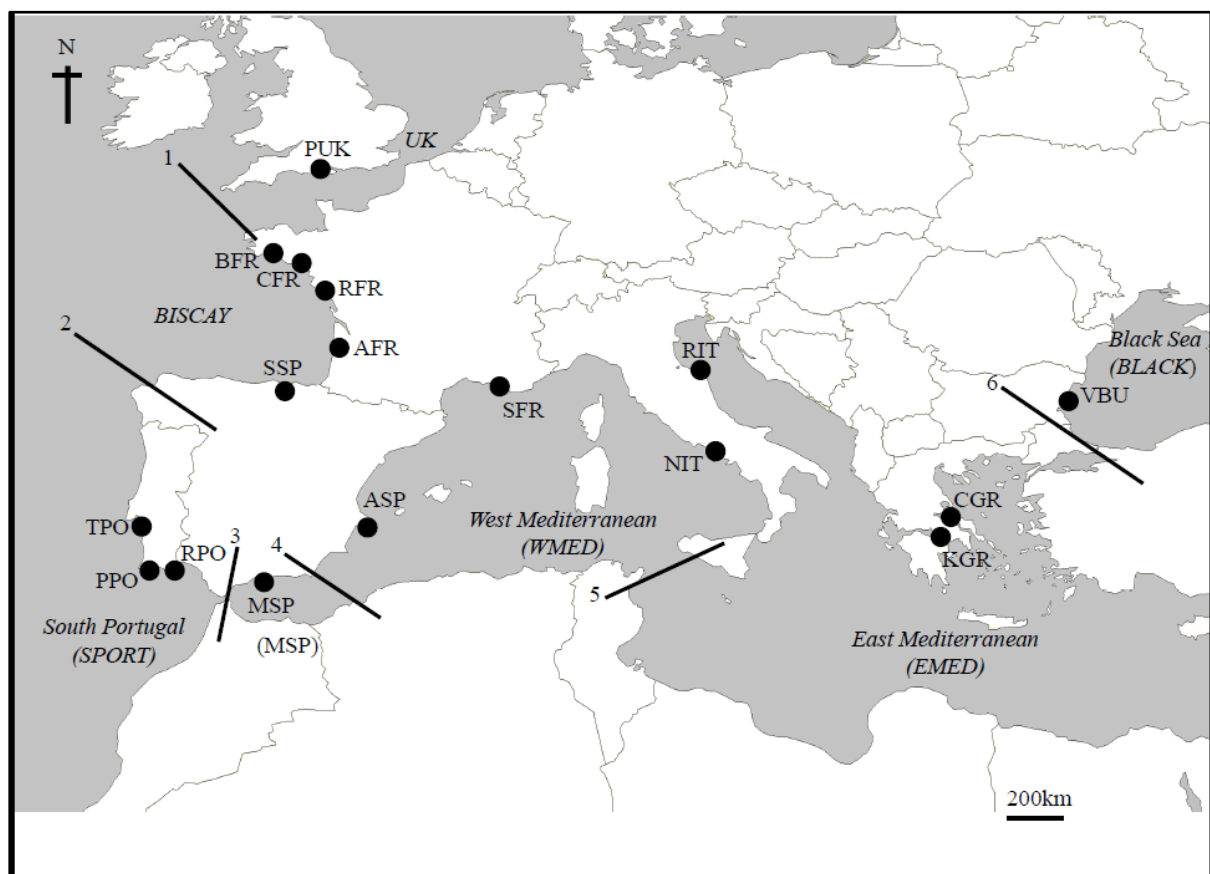 N
UK
PUK
1
BFR
CFR
RFR
BISCAY
2
AFR
SSP
SFR
RIT
Black Sea
(BLACK)
6
VBU
NIT
ASP
West Mediterranean
(WMED)
CGR
KGR
TPO
RPO
3
4
PPO
MSP
5
South Portugal
(SPORT)
(MSP)
East Mediterranean
(EMED)
200km